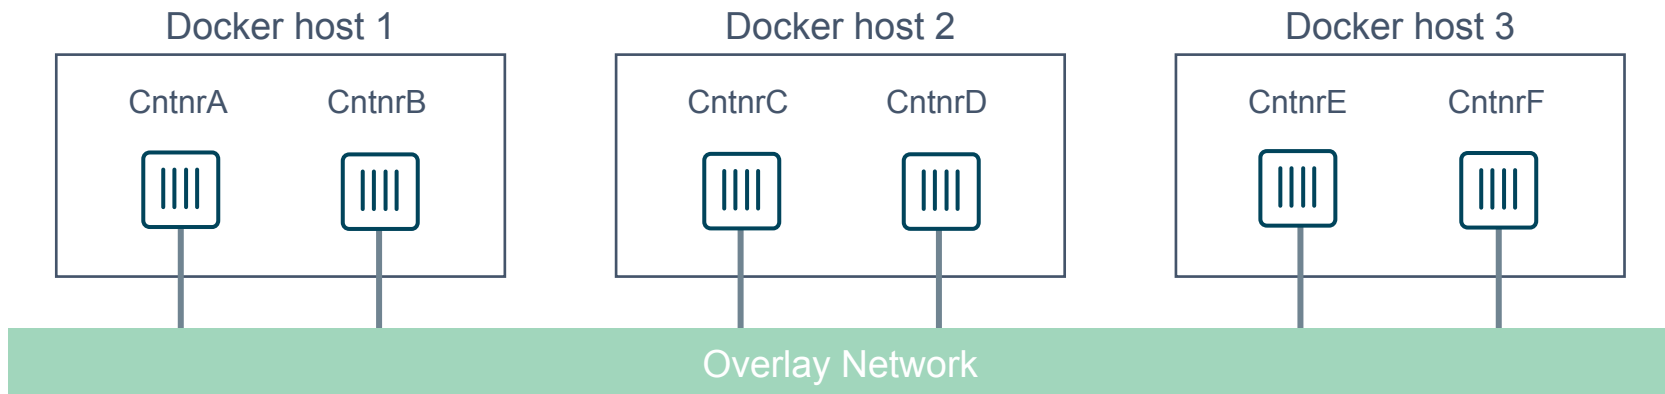 Docker host 1
Docker host 2
Docker host 3
CntnrA
CntnrB
CntnrC
CntnrD
CntnrE
CntnrF
Overlay Network